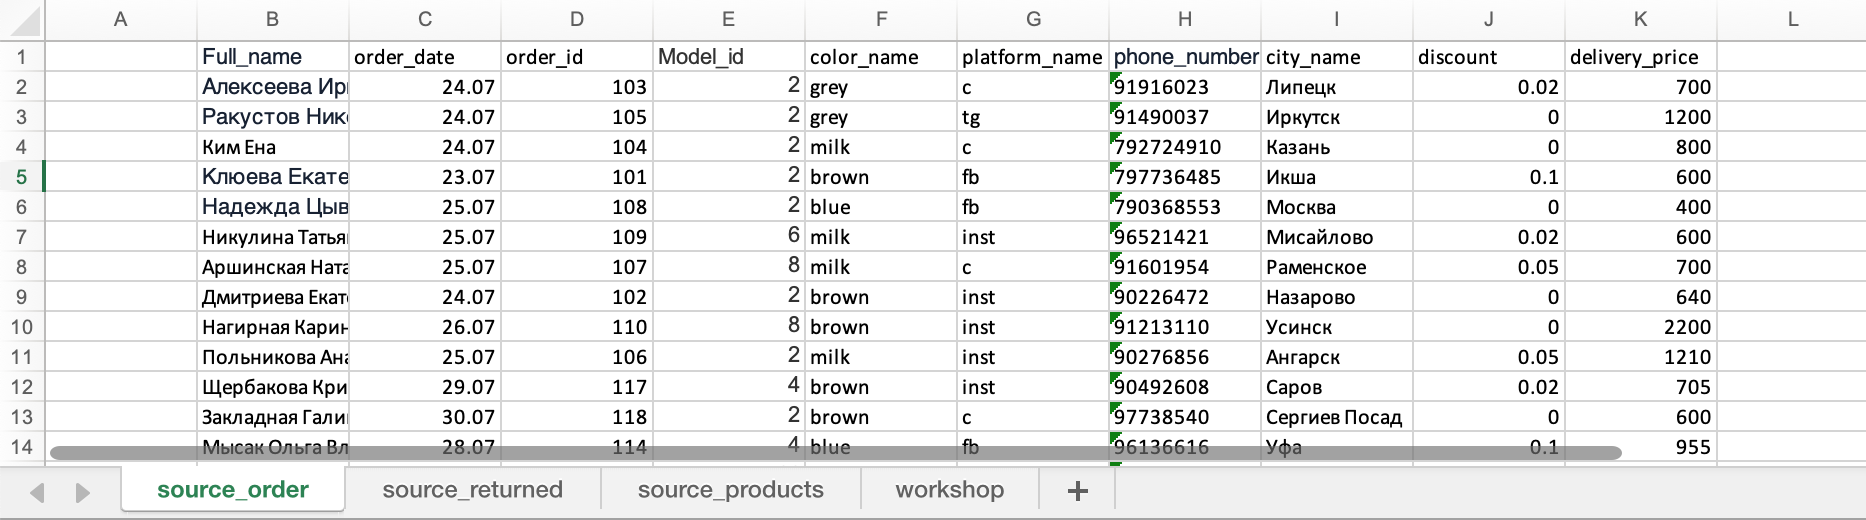 A B C D E F G H I J K L
1 Full_name order_date order_id Model_id color_name platform_name phone_number city_name discount delivery_price
2 Алексеева 24.07 103 2 grey c 91916023 Липецк 0.02 700
3 Ракустов 24.07 105 2 grey tg 91490037 Иркутск 0 1200
4 Ким Ена 24.07 104 2 milk c 792724910 Казань 0 800
5 Клюева Екате 23.07 101 2 brown fb 797736485 Икша 0.1 600
6 Надежда Цыв 25.07 108 2 blue fb 790368553 Москва 0 400
7 Никулина Татья 25.07 109 6 milk inst 96521421 Мисайлово 0.02 600
8 Аршинская Ната 25.07 107 8 milk c 91601954 Раменское 0.05 700
9 Дмитриева Екат 24.07 102 2 brown inst 90226472 Назарово 0 640
10 Нагирная Карин 26.07 110 8 brown inst 91213110 Усинск 0 2200
11 Польникова Ана 25.07 106 2 milk inst 90276856 Ангарск 0.05 1210
12 Щербакова Кри 29.07 117 4 brown inst 90492608 Саров 0.02 705
13 Закладная Гали 30.07 118 2 brown c 97738540 Сергиев Посад 0 600
14 Мысак Ольга Вл 28.07 114 4 blue fb 96136616 Уфа 0.1 955
source_order source_returned source_products workshop +